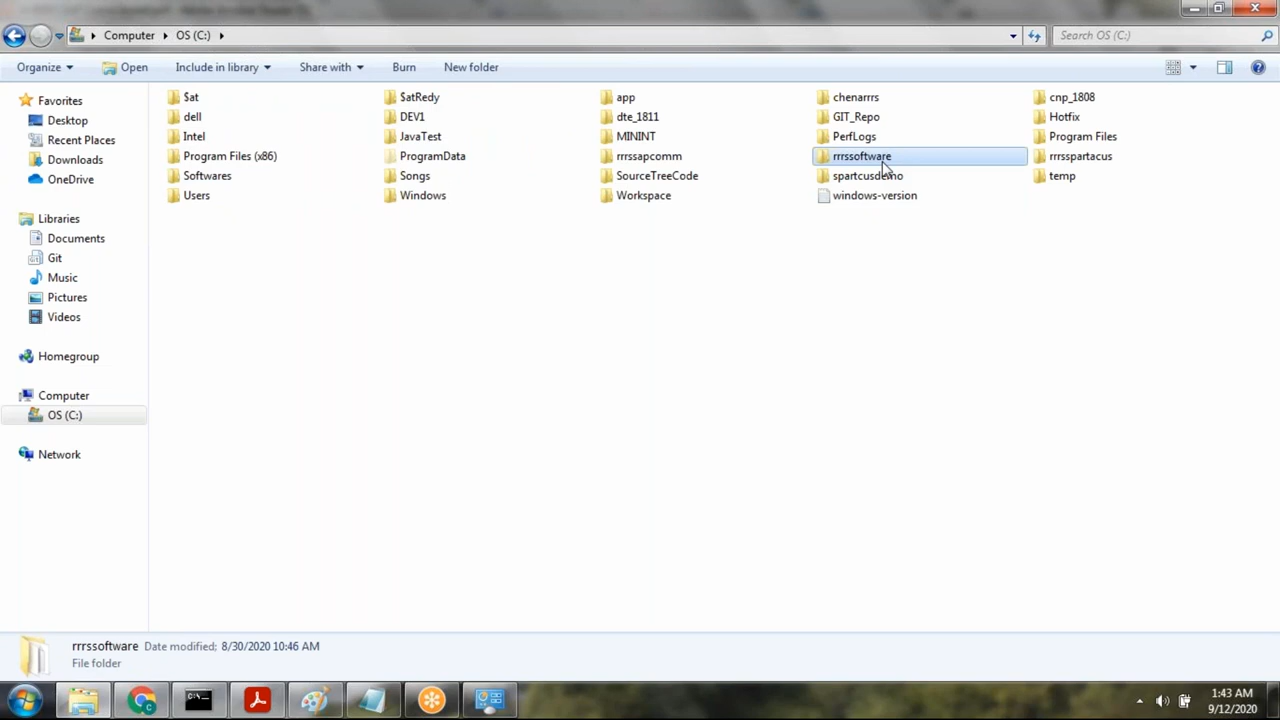 Computer
OS (C:)
Search OS (C:)
Organize
Open
Include in library
Share with
Burn
New folder
Favorites
Desktop
Recent Places
Downloads
OneDrive
Libraries
Documents
Git
Music
Pictures
Videos
Homegroup
Computer
OS (C:)
Network
$at
$atRedy
app
chenarrrs
cnp_1808
dell
DEV1
dte_1811
GIT_Repo
Hotfix
Intel
JavaTest
MININT
PerfLogs
Program Files
Program Files (x86)
ProgramData
rrrssapcomm
rrrssoftware
rrrsspartacus
Softwares
Songs
SourceTreeCode
spartcusdemo
temp
Users
Windows
Workspace
windows-version
rrrssoftware Date modified: 8/30/2020 10:46 AM
File folder
C:\_
1:43 AM
9/12/2020